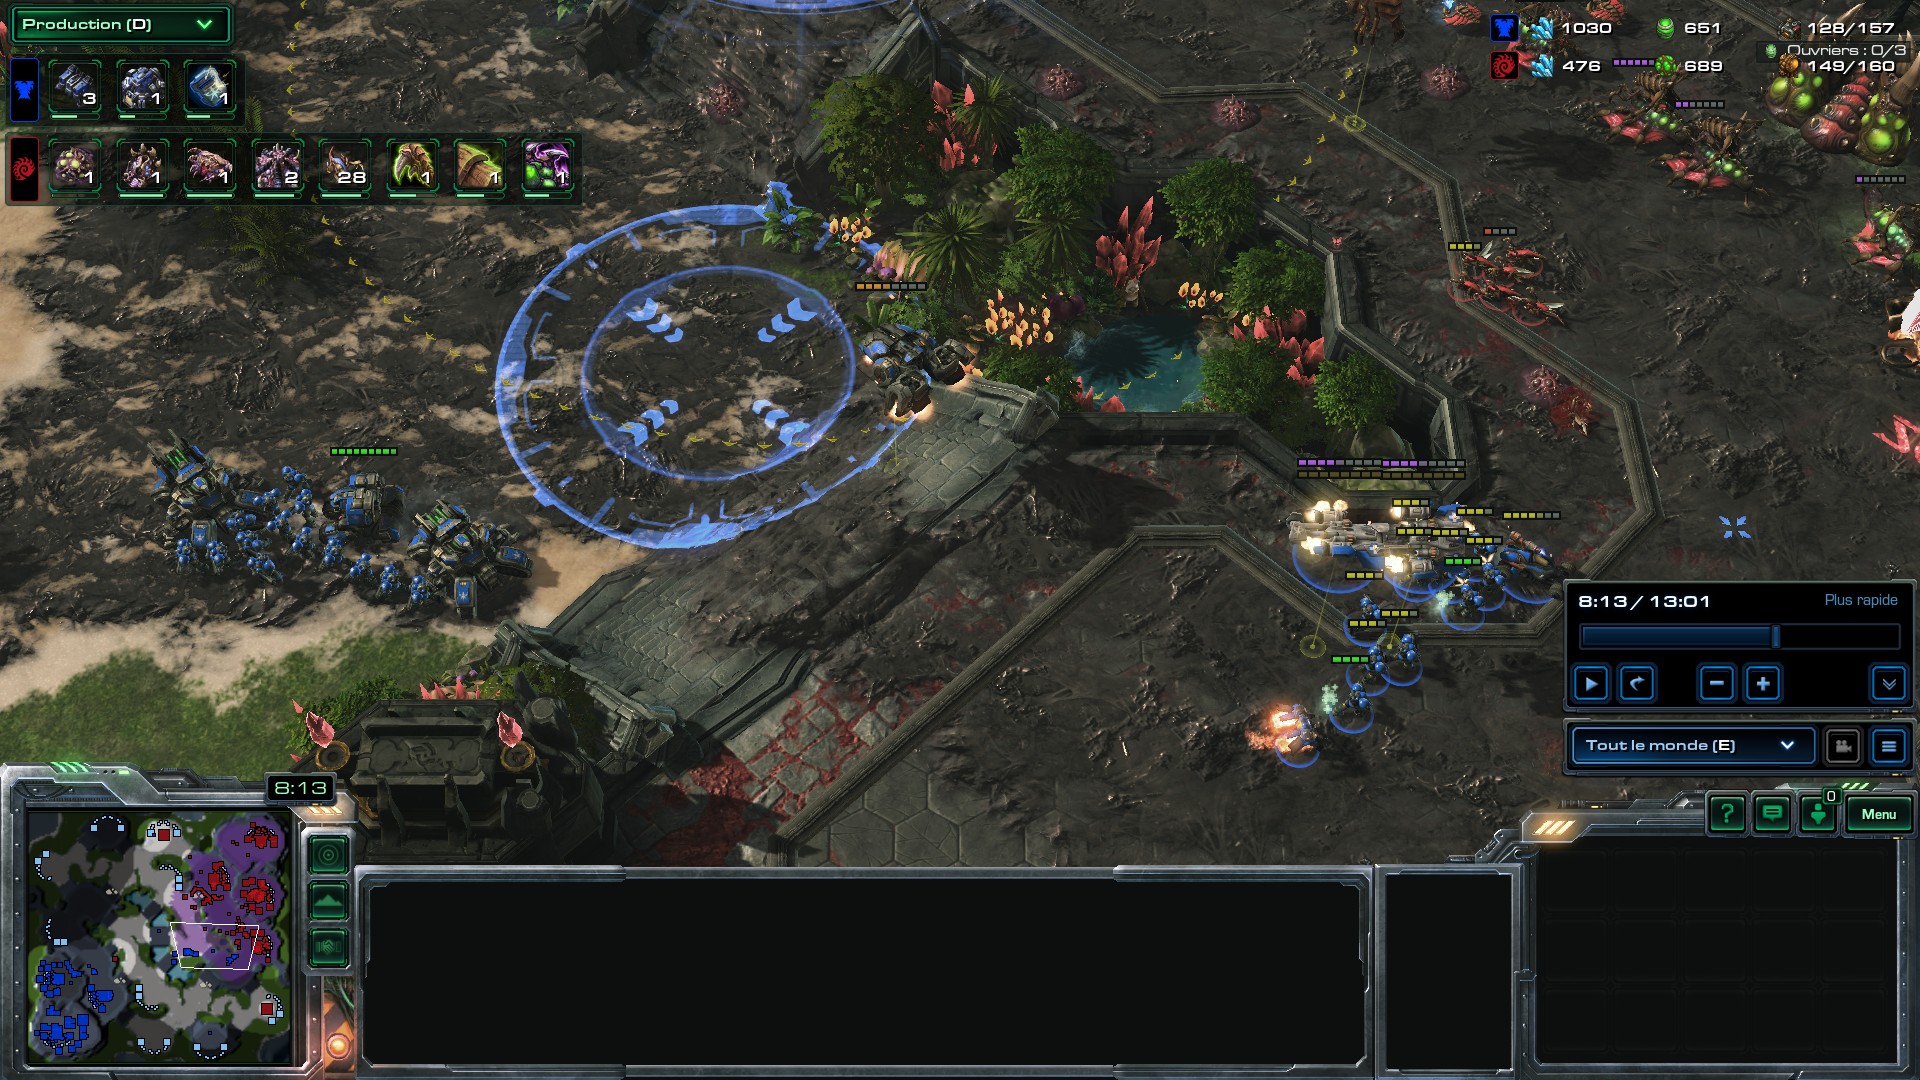 Production (D)
3 1 1
1 1 1 2 28 1 1 1
1030 651 128/157
Ouvriers : 0/3
476 689 149/160
8:13 / 13:01 Plus rapide
Tout le monde (E)
8:13
0
? Menu